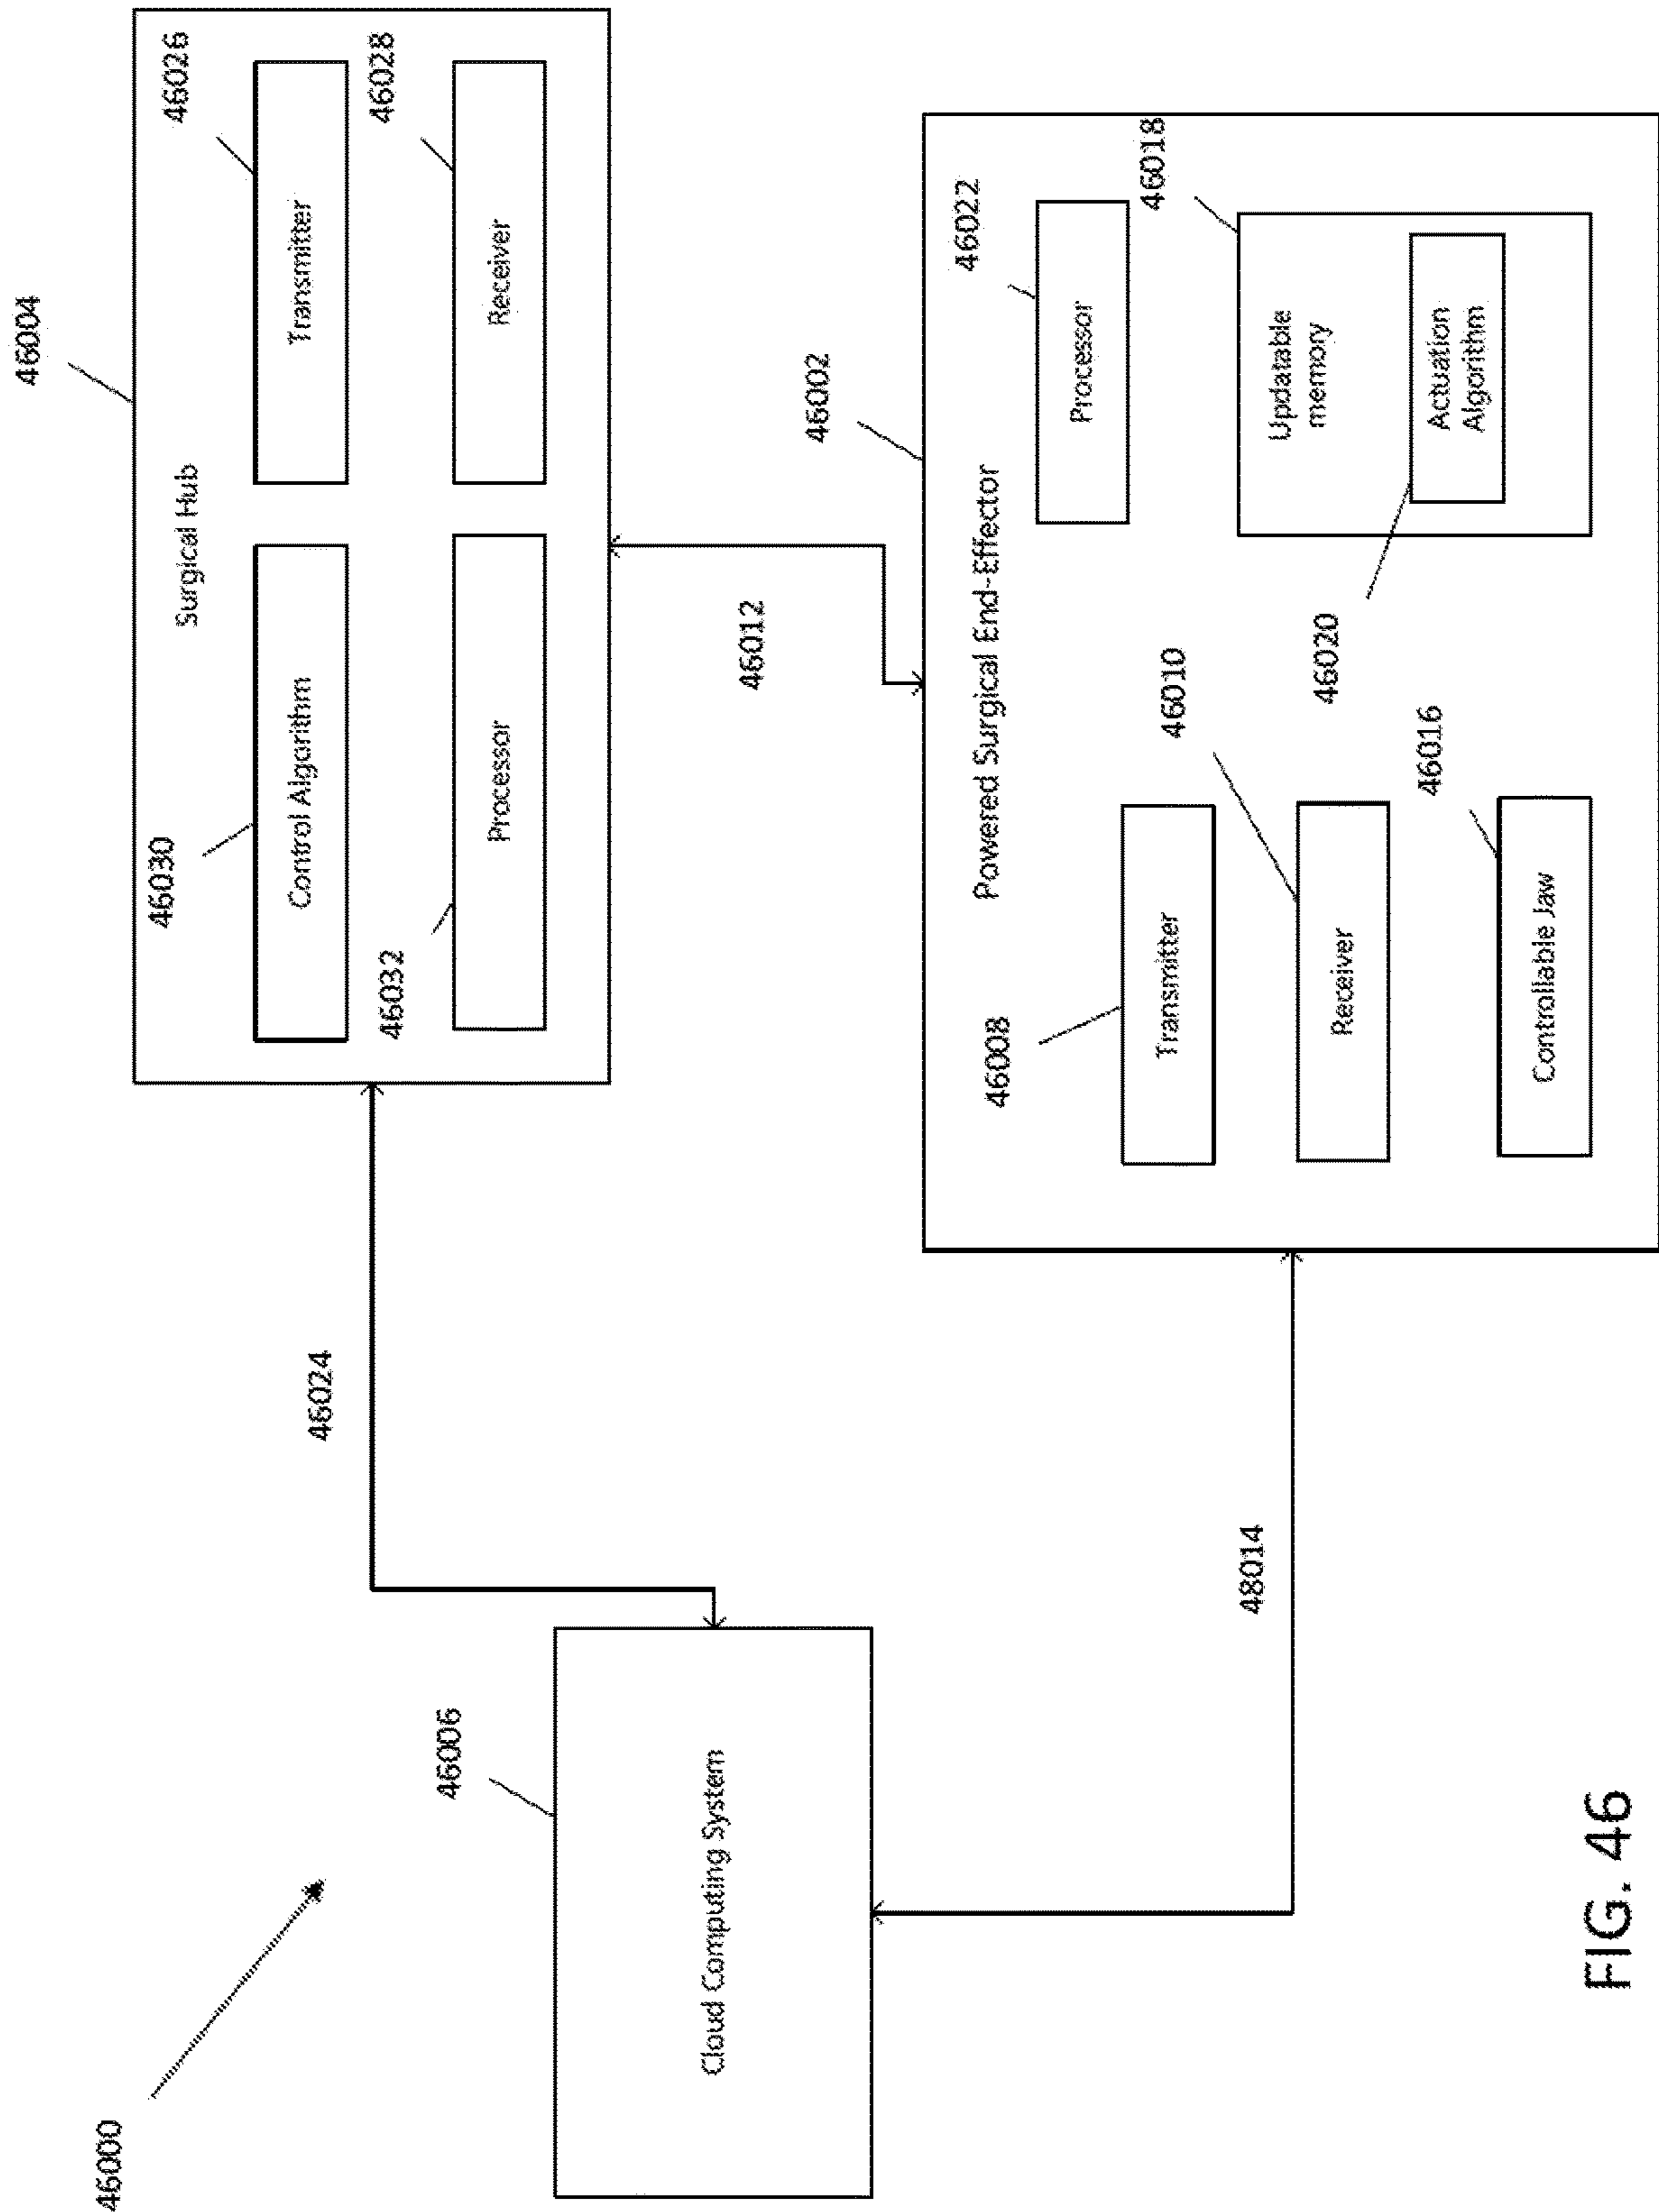 46000
46006
Cloud Computing System
46024
48014
46004
Surgical Hub
46030
Control Algorithm
46026
Transmitter
46032
Processor
46028
Receiver
46012
46002
Powered Surgical End-Effector
46008
Transmitter
46010
Receiver
46016
Controllable Jaw
46022
Processor
46018
Updatable
memory
46020
Actuation
Algorithm
FIG. 46